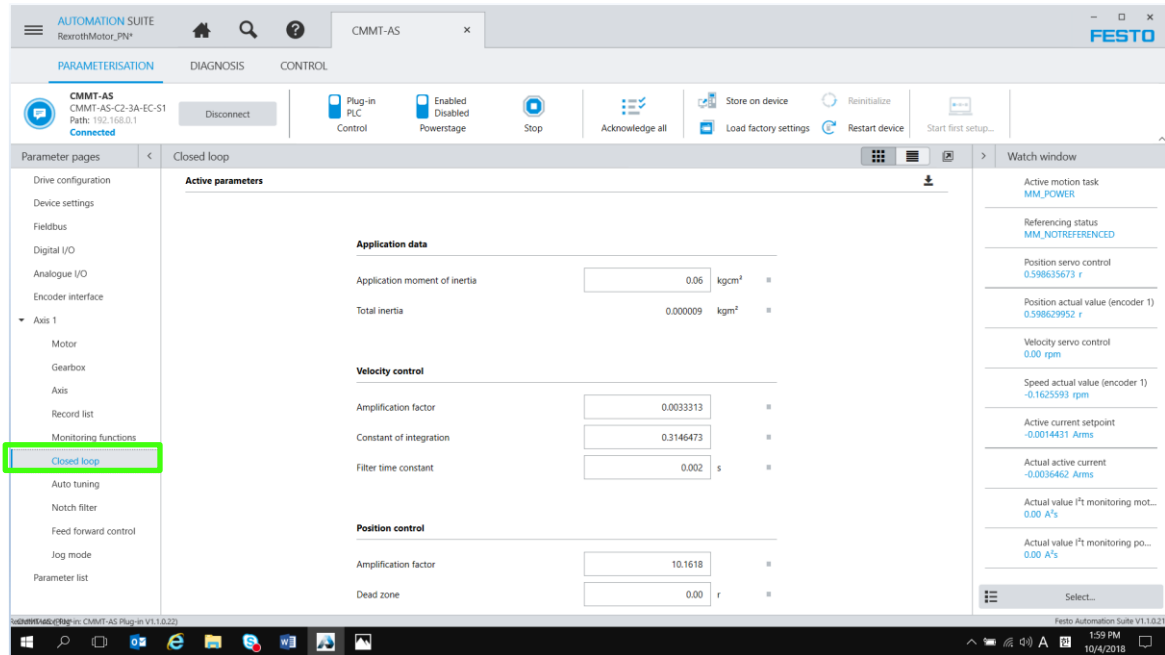 AUTOMATION SUITE
RexrothMotor_PN*
CMMT-AS ×
FESTO
PARAMETERISATION DIAGNOSIS CONTROL
CMMT-AS
CMMT-AS-C2-3A-EC-S1
Path: 192.168.0.1
Connected
Disconnect
Plug-in
PLC
Control
Enabled
Disabled
Powerstage
Stop
Acknowledge all
Store on device
Load factory settings
Reinitialize
Restart device
Start first setup...
Parameter pages
Drive configuration
Device settings
Fieldbus
Digital I/O
Analogue I/O
Encoder interface
Axis 1
Motor
Gearbox
Axis
Record list
Monitoring functions
Closed loop
Auto tuning
Notch filter
Feed forward control
Jog mode
Parameter list
Closed loop
Active parameters
Application data
Application moment of inertia 0.06 kgcm²
Total inertia 0.000009 kgm²
Velocity control
Amplification factor 0.0033313
Constant of integration 0.3146473
Filter time constant 0.002 s
Position control
Amplification factor 10.1618
Dead zone 0.00 r
Watch window
Active motion task
MM_POWER
Referencing status
MM_NOTREFERENCED
Position servo control
0.598635673 r
Position actual value (encoder 1)
0.598629952 r
Velocity servo control
0.00 rpm
Speed actual value (encoder 1)
-0.1625593 rpm
Active current setpoint
-0.0014431 Arms
Actual active current
-0.0036462 Arms
Actual value I²t monitoring mot...
0.00 A²s
Actual value I²t monitoring po...
0.00 A²s
Select...
CMMT-AS Plug-in V1.1.0.22)
Festo Automation Suite V1.1.0.21
A
1:59 PM
10/4/2018